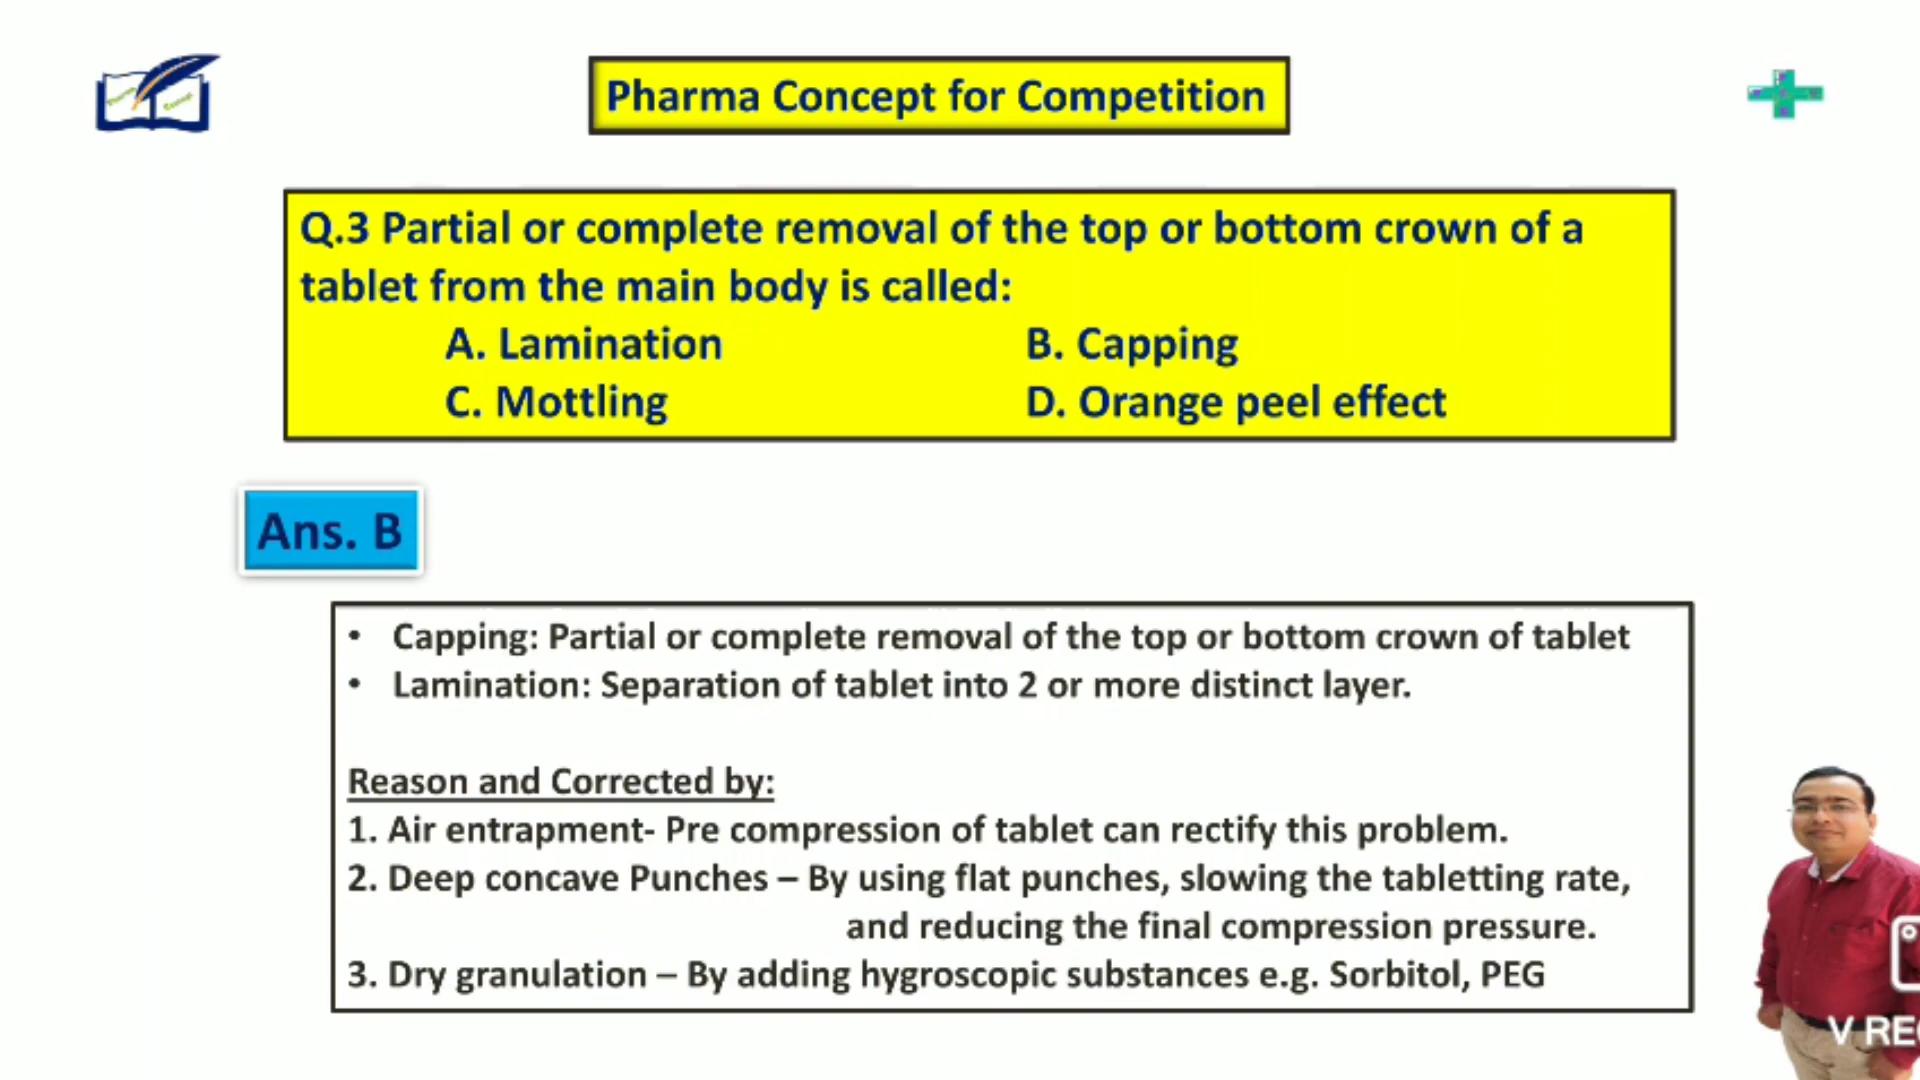 Pharma Concept for Competition
Q.3 Partial or complete removal of the top or bottom crown of a
tablet from the main body is called:
A. Lamination B. Capping
C. Mottling D. Orange peel effect
Ans. B
• Capping: Partial or complete removal of the top or bottom crown of tablet
• Lamination: Separation of tablet into 2 or more distinct layer.
Reason and Corrected by:
1. Air entrapment- Pre compression of tablet can rectify this problem.
2. Deep concave Punches – By using flat punches, slowing the tabletting rate,
and reducing the final compression pressure.
3. Dry granulation – By adding hygroscopic substances e.g. Sorbitol, PEG